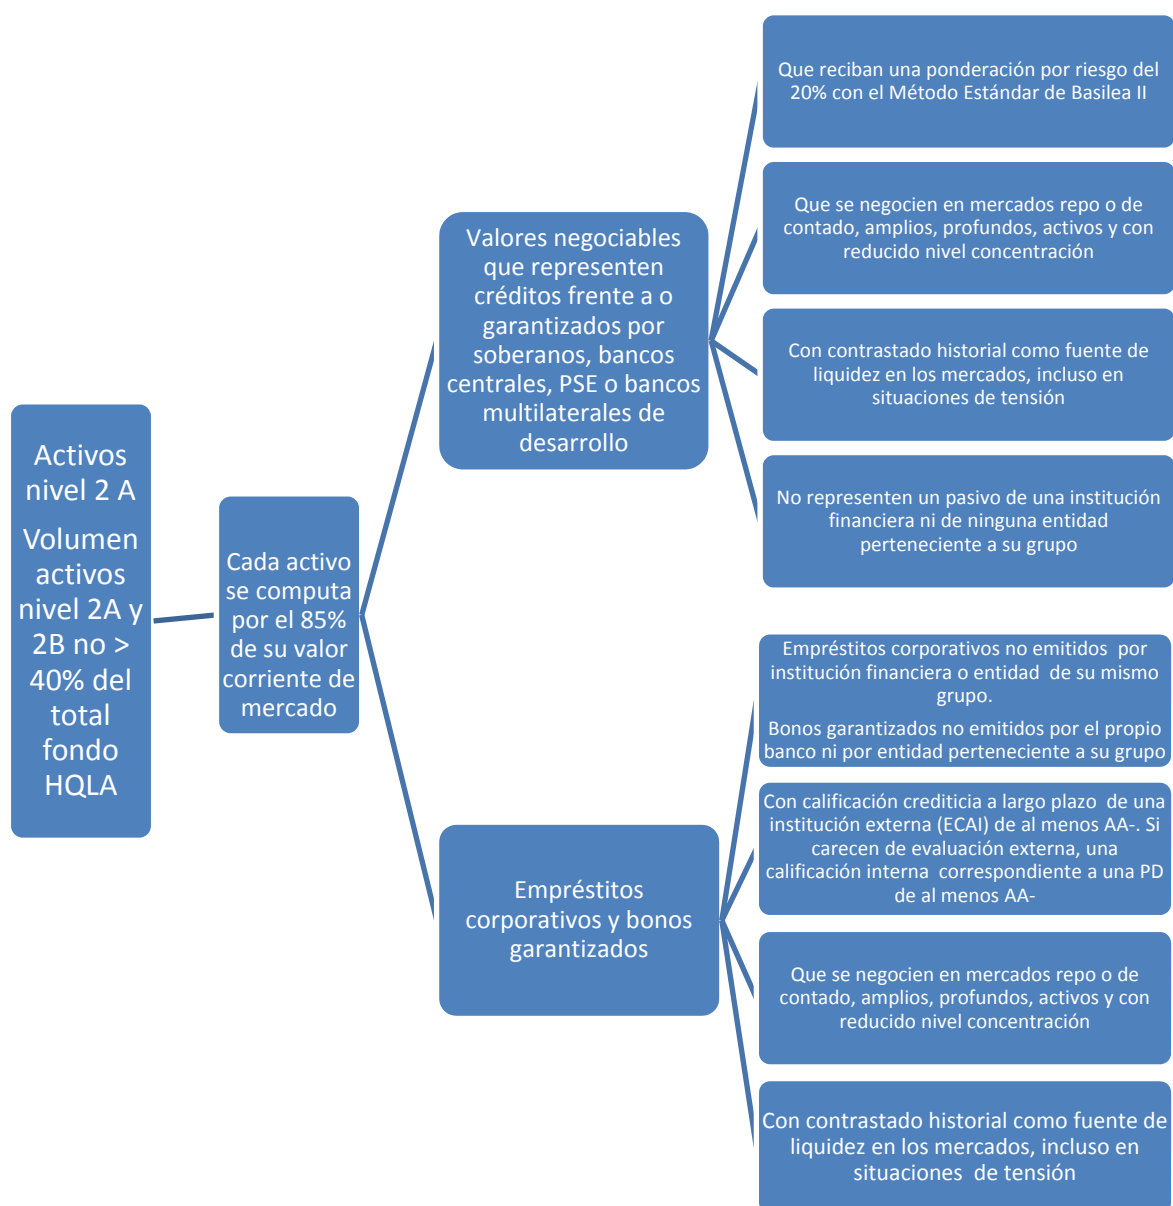 Activos
nivel 2 A
Volumen
activos
nivel 2A y
2B no >
40% del
total
fondo
HQLA
Cada activo
se computa
por el 85%
de su valor
corriente de
mercado
Valores negociables
que representen
créditos frente a o
garantizados por
soberanos, bancos
centrales, PSE o bancos
multilaterales de
desarrollo
Que reciban una ponderación por riesgo del
20% con el Método Estándar de Basilea II
Que se negocien en mercados repo o de
contado, amplios, profundos, activos y con
reducido nivel concentración
Con contrastado historial como fuente de
liquidez en los mercados, incluso en
situaciones de tensión
No representen un pasivo de una institución
financiera ni de ninguna entidad
perteneciente a su grupo
Empréstitos
corporativos y bonos
garantizados
Empréstitos corporativos no emitidos por
institución financiera o entidad de su mismo
grupo.
Bonos garantizados no emitidos por el propio
banco ni por entidad perteneciente a su grupo
Con calificación crediticia a largo plazo de una
institución externa (ECAI) de al menos AA-. Si
carecen de evaluación externa, una
calificación interna correspondiente a una PD
de al menos AA-
Que se negocien en mercados repo o de
contado, amplios, profundos, activos y con
reducido nivel concentración
Con contrastado historial como fuente de
liquidez en los mercados, incluso en
situaciones de tensión